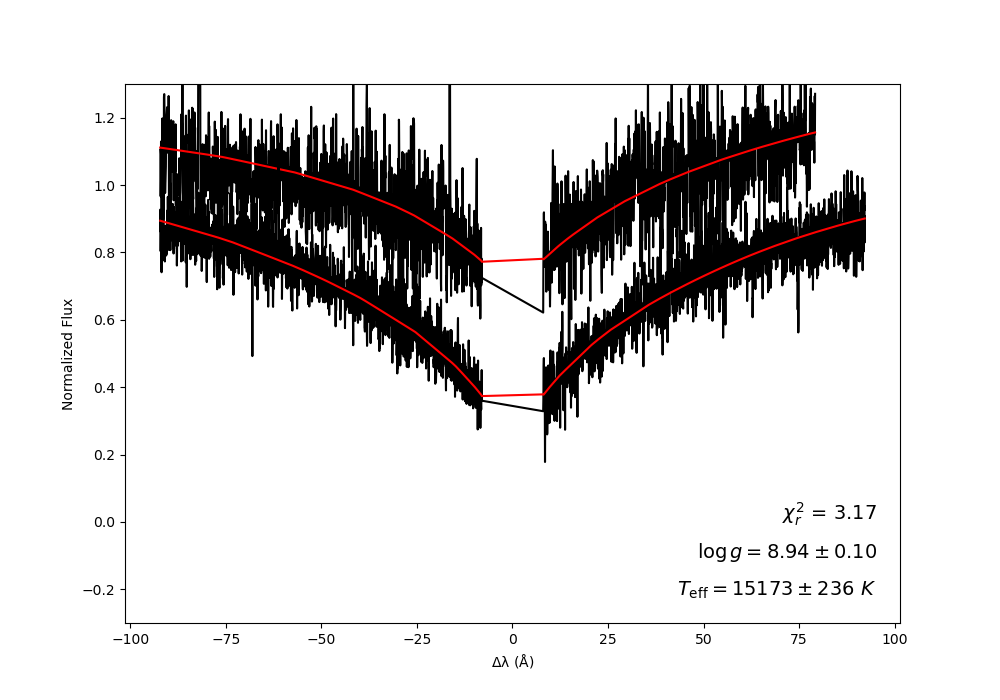 Normalized Flux
1.2
1.0
0.8
0.6
0.4
0.2
0.0
−0.2
χ²ᵣ = 3.17
log g = 8.94 ± 0.10
T_eff = 15173 ± 236 K
−100 −75 −50 −25 0 25 50 75 100
Δλ (Å)